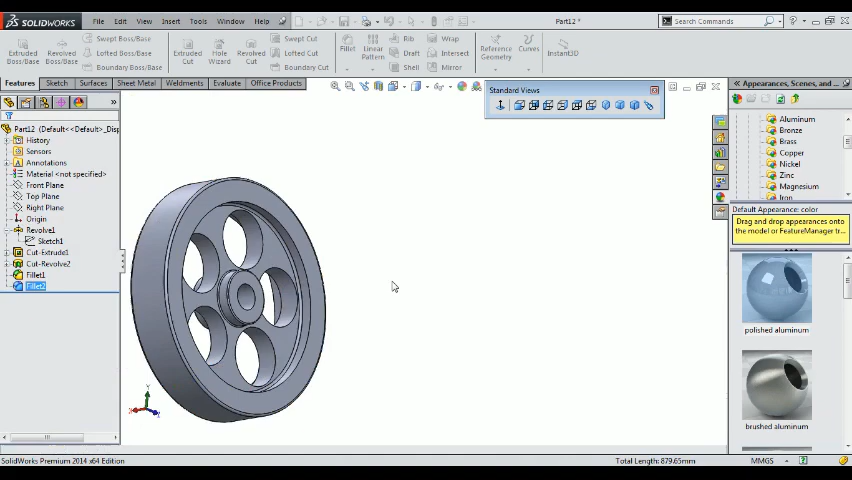 SOLIDWORKS File Edit View Insert Tools Window Help Part12 * Search Commands
Extruded Boss/Base
Revolved Boss/Base
Swept Boss/Base
Lofted Boss/Base
Boundary Boss/Base
Extruded Cut
Hole Wizard
Revolved Cut
Swept Cut
Lofted Cut
Boundary Cut
Fillet
Linear Pattern
Rib
Draft
Shell
Wrap
Intersect
Mirror
Reference Geometry
Curves
Instant3D
Features Sketch Surfaces Sheet Metal Weldments Evaluate Office Products
Standard Views
Appearances, Scenes, and...
Part12 (Default<<Default>_Disp
History
Sensors
Annotations
Material <not specified>
Front Plane
Top Plane
Right Plane
Origin
Revolve1
Sketch1
Cut-Extrude1
Cut-Revolve2
Fillet1
Fillet2
Aluminum
Bronze
Brass
Copper
Nickel
Zinc
Magnesium
Iron
Default Appearance: color
Drag and drop appearances onto
the model or FeatureManager tr...
polished aluminum
brushed aluminum
Y
X
Z
SolidWorks Premium 2014 x64 Edition Total Length: 879.65mm MMGS